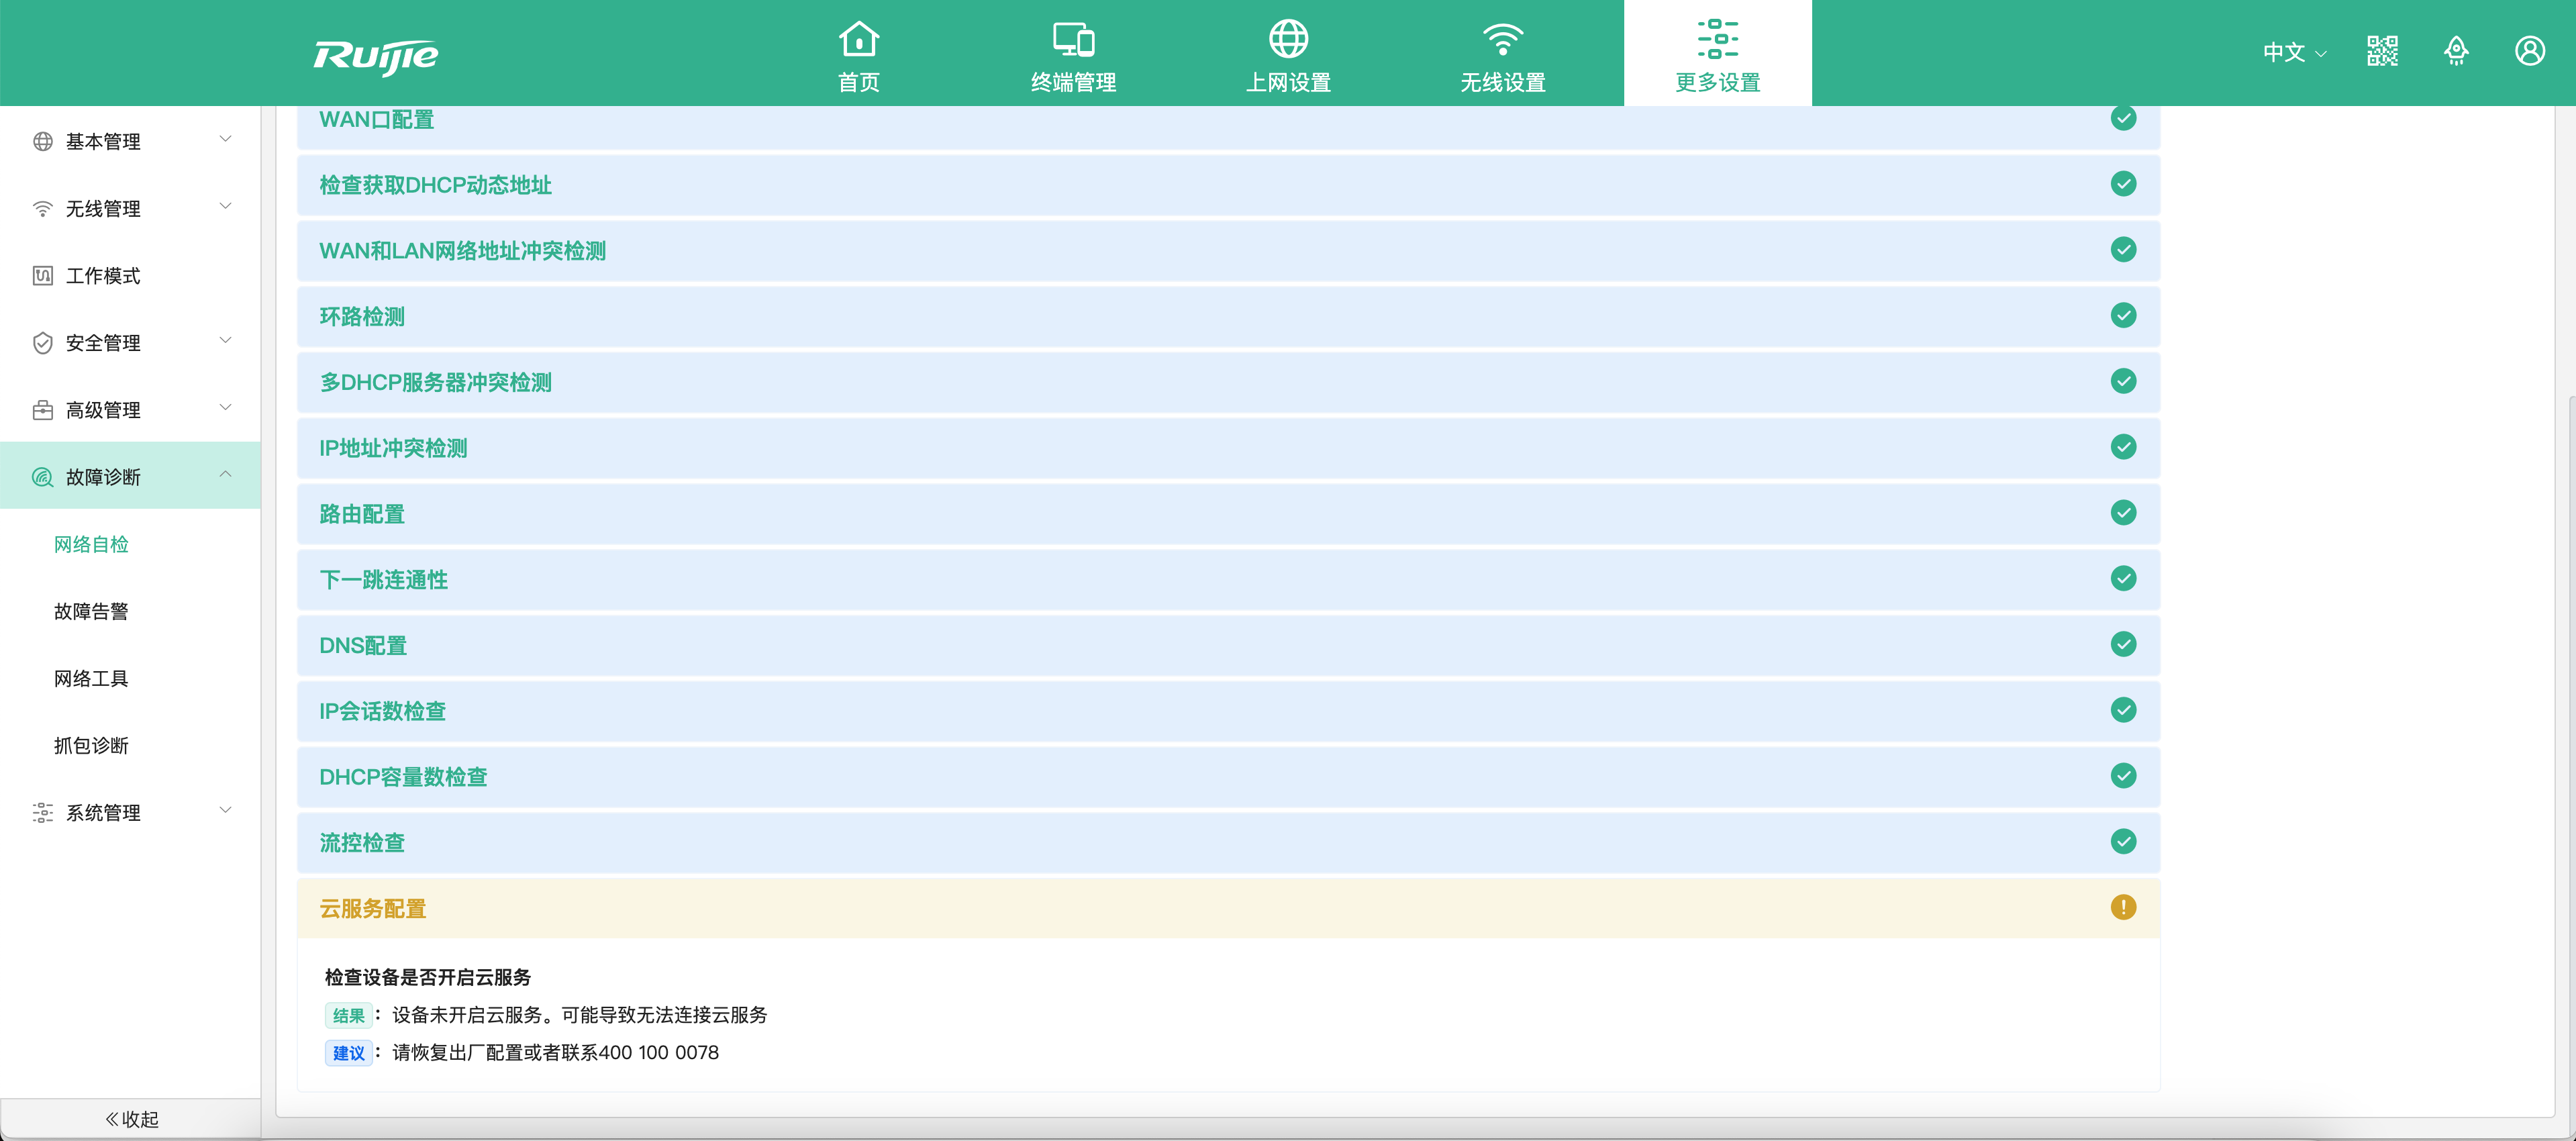 Ruijie
首页
终端管理
上网设置
无线设置
更多设置
中文
基本管理
无线管理
工作模式
安全管理
高级管理
故障诊断
网络自检
故障告警
网络工具
抓包诊断
系统管理
收起
WAN口配置
检查获取DHCP动态地址
WAN和LAN网络地址冲突检测
环路检测
多DHCP服务器冲突检测
IP地址冲突检测
路由配置
下一跳连通性
DNS配置
IP会话数检查
DHCP容量数检查
流控检查
云服务配置
检查设备是否开启云服务
结果：设备未开启云服务。可能导致无法连接云服务
建议：请恢复出厂配置或者联系400 100 0078